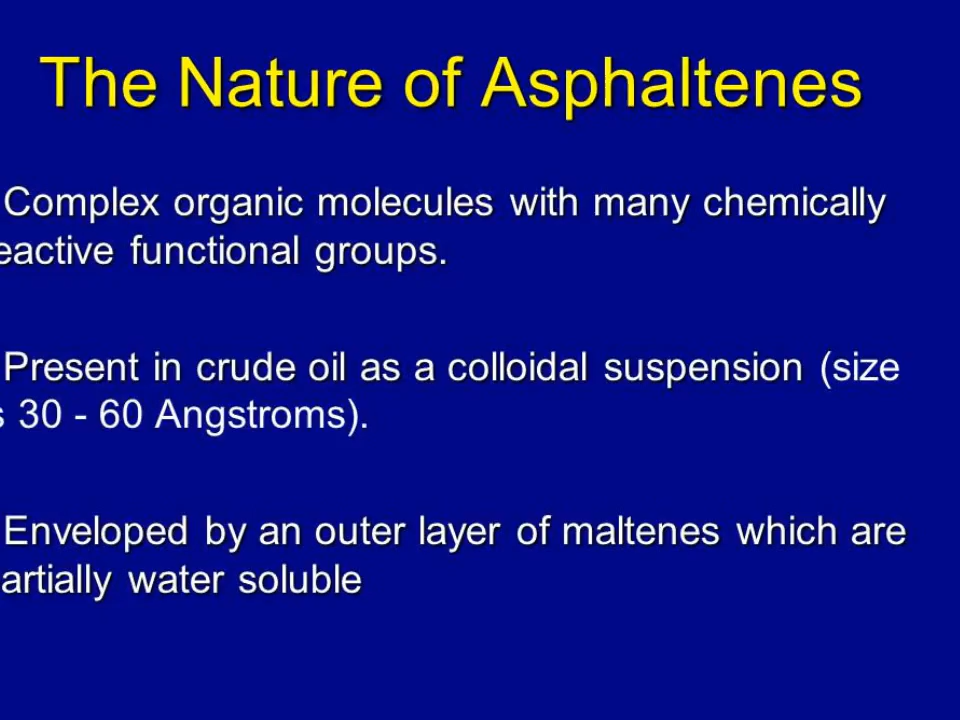 The Nature of Asphaltenes
Complex organic molecules with many chemically
eactive functional groups.
Present in crude oil as a colloidal suspension (size
s 30 - 60 Angstroms).
Enveloped by an outer layer of maltenes which are
artially water soluble